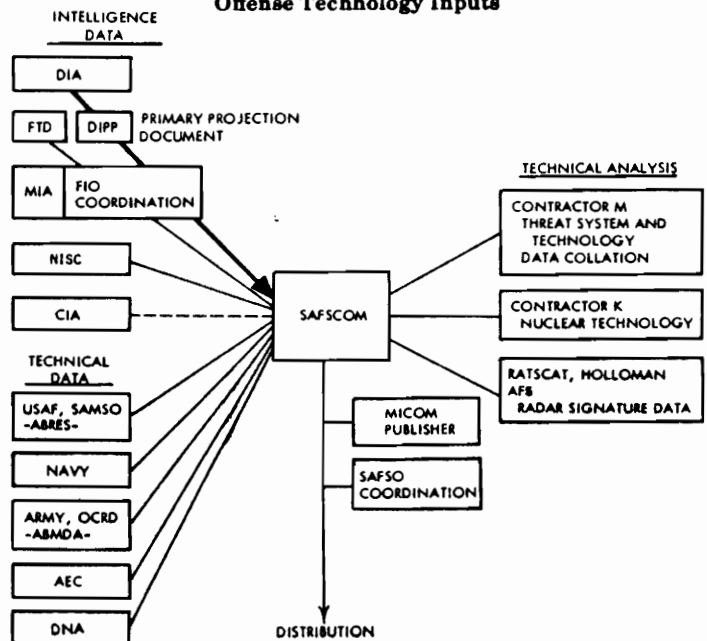 Offense Technology Inputs
INTELLIGENCE
DATA
DIA
FTD
DIPP
PRIMARY PROJECTION
DOCUMENT
MIA
FIO
COORDINATION
NISC
CIA
TECHNICAL
DATA
USAF, SAMSO
-ABRES-
NAVY
ARMY, OCRD
-ABMDA-
AEC
DNA
SAFSCOM
MICOM
PUBLISHER
SAFSO
COORDINATION
DISTRIBUTION
TECHNICAL ANALYSIS
CONTRACTOR M
THREAT SYSTEM AND
TECHNOLOGY
DATA COLLATION
CONTRACTOR K
NUCLEAR TECHNOLOGY
RATSCAT, HOLLOMAN
AFB
RADAR SIGNATURE DATA